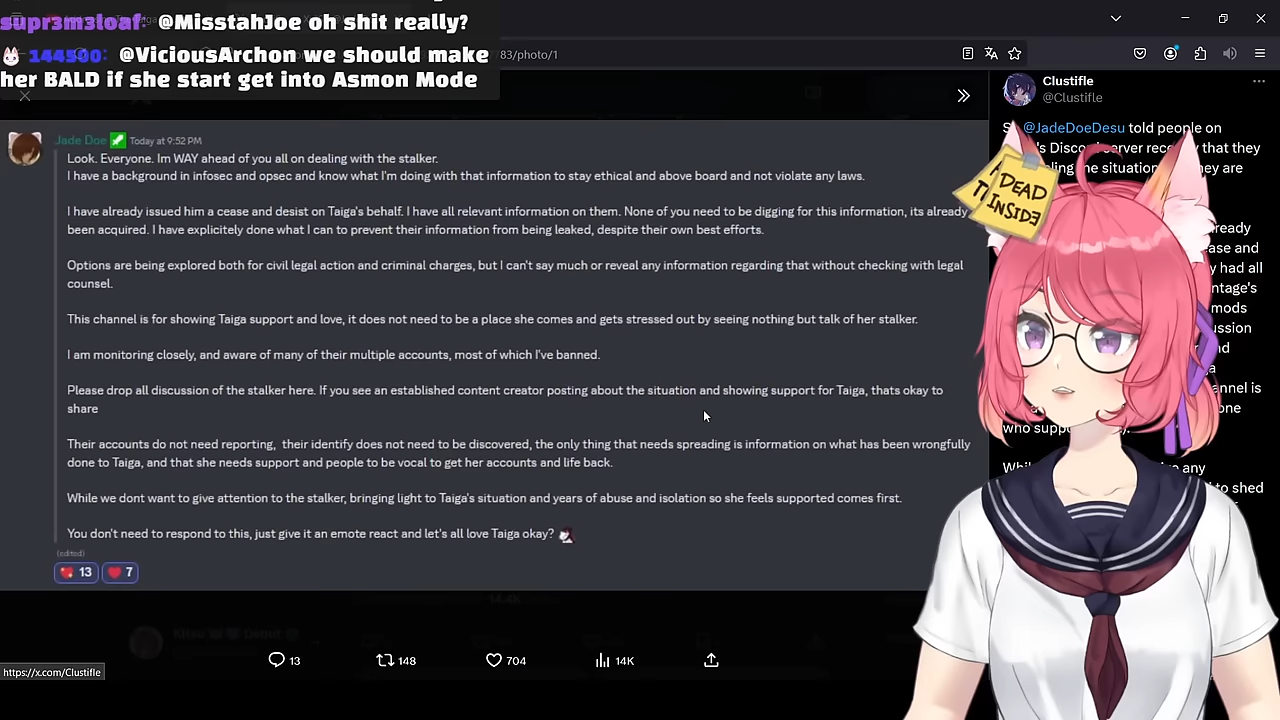 supr3m3loaf: @MisstahJoe oh shit really?
144500: @ViciousArchon we should make
her BALD if she start get into Asmon Mode
83/photo/1
Clustifle
@Clustifle
Jade Doe Today at 9:52 PM
Look. Everyone. Im WAY ahead of you all on dealing with the stalker.
I have a background in infosec and opsec and know what I'm doing with that information to stay ethical and above board and not violate any laws.
I have already issued him a cease and desist on Taiga's behalf. I have all relevant information on them. None of you need to be digging for this information, its already
been acquired. I have explicitely done what I can to prevent their information from being leaked, despite their own best efforts.
Options are being explored both for civil legal action and criminal charges, but I can't say much or reveal any information regarding that without checking with legal
counsel.
This channel is for showing Taiga support and love, it does not need to be a place she comes and gets stressed out by seeing nothing but talk of her stalker.
I am monitoring closely, and aware of many of their multiple accounts, most of which I've banned.
Please drop all discussion of the stalker here. If you see an established content creator posting about the situation and showing support for Taiga, thats okay to
share
Their accounts do not need reporting, their identify does not need to be discovered, the only thing that needs spreading is information on what has been wrongfully
done to Taiga, and that she needs support and people to be vocal to get her accounts and life back.
While we dont want to give attention to the stalker, bringing light to Taiga's situation and years of abuse and isolation so she feels supported comes first.
You don't need to respond to this, just give it an emote react and let's all love Taiga okay?
(edited)
13 7
@JadeDoeDesu told people on
DEAD
INSIDE
13 148 704 14K
https://x.com/Clustifle